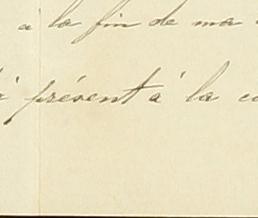 à la fin de ma
présent à la